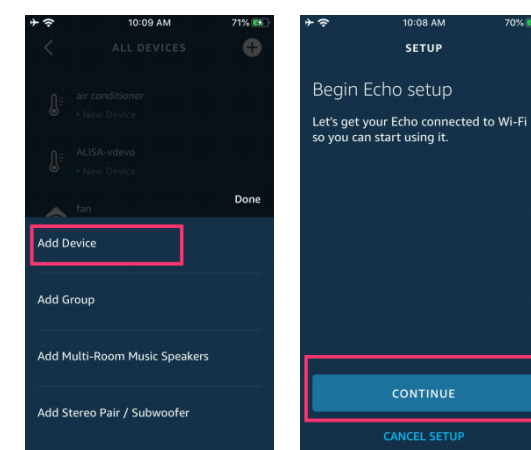 10:09 AM
71%
ALL DEVICES
air conditioner
• New Device
ALISA-vdevo
• New Device
fan
Done
Add Device
Add Group
Add Multi-Room Music Speakers
Add Stereo Pair / Subwoofer
10:08 AM
70%
SETUP
Begin Echo setup
Let's get your Echo connected to Wi-Fi
so you can start using it.
CONTINUE
CANCEL SETUP